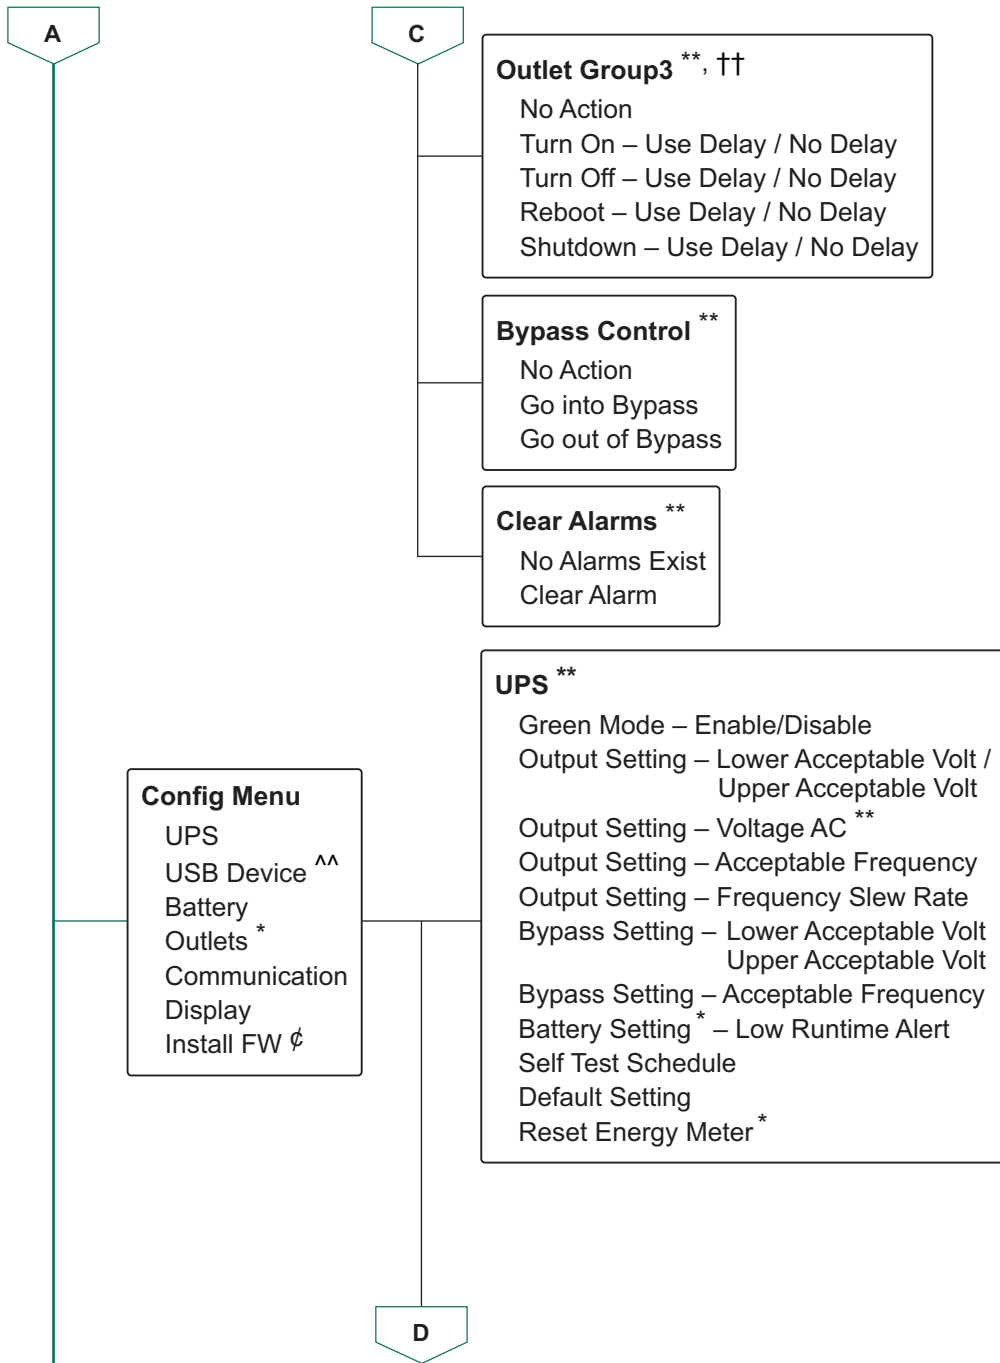 A
C
Outlet Group3 **, ††
No Action
Turn On – Use Delay / No Delay
Turn Off – Use Delay / No Delay
Reboot – Use Delay / No Delay
Shutdown – Use Delay / No Delay
Bypass Control **
No Action
Go into Bypass
Go out of Bypass
Clear Alarms **
No Alarms Exist
Clear Alarm
Config Menu
UPS
USB Device ^^
Battery
Outlets *
Communication
Display
Install FW ¢
UPS **
Green Mode – Enable/Disable
Output Setting – Lower Acceptable Volt /
Upper Acceptable Volt
Output Setting – Voltage AC **
Output Setting – Acceptable Frequency
Output Setting – Frequency Slew Rate
Bypass Setting – Lower Acceptable Volt
Upper Acceptable Volt
Bypass Setting – Acceptable Frequency
Battery Setting * – Low Runtime Alert
Self Test Schedule
Default Setting
Reset Energy Meter *
D